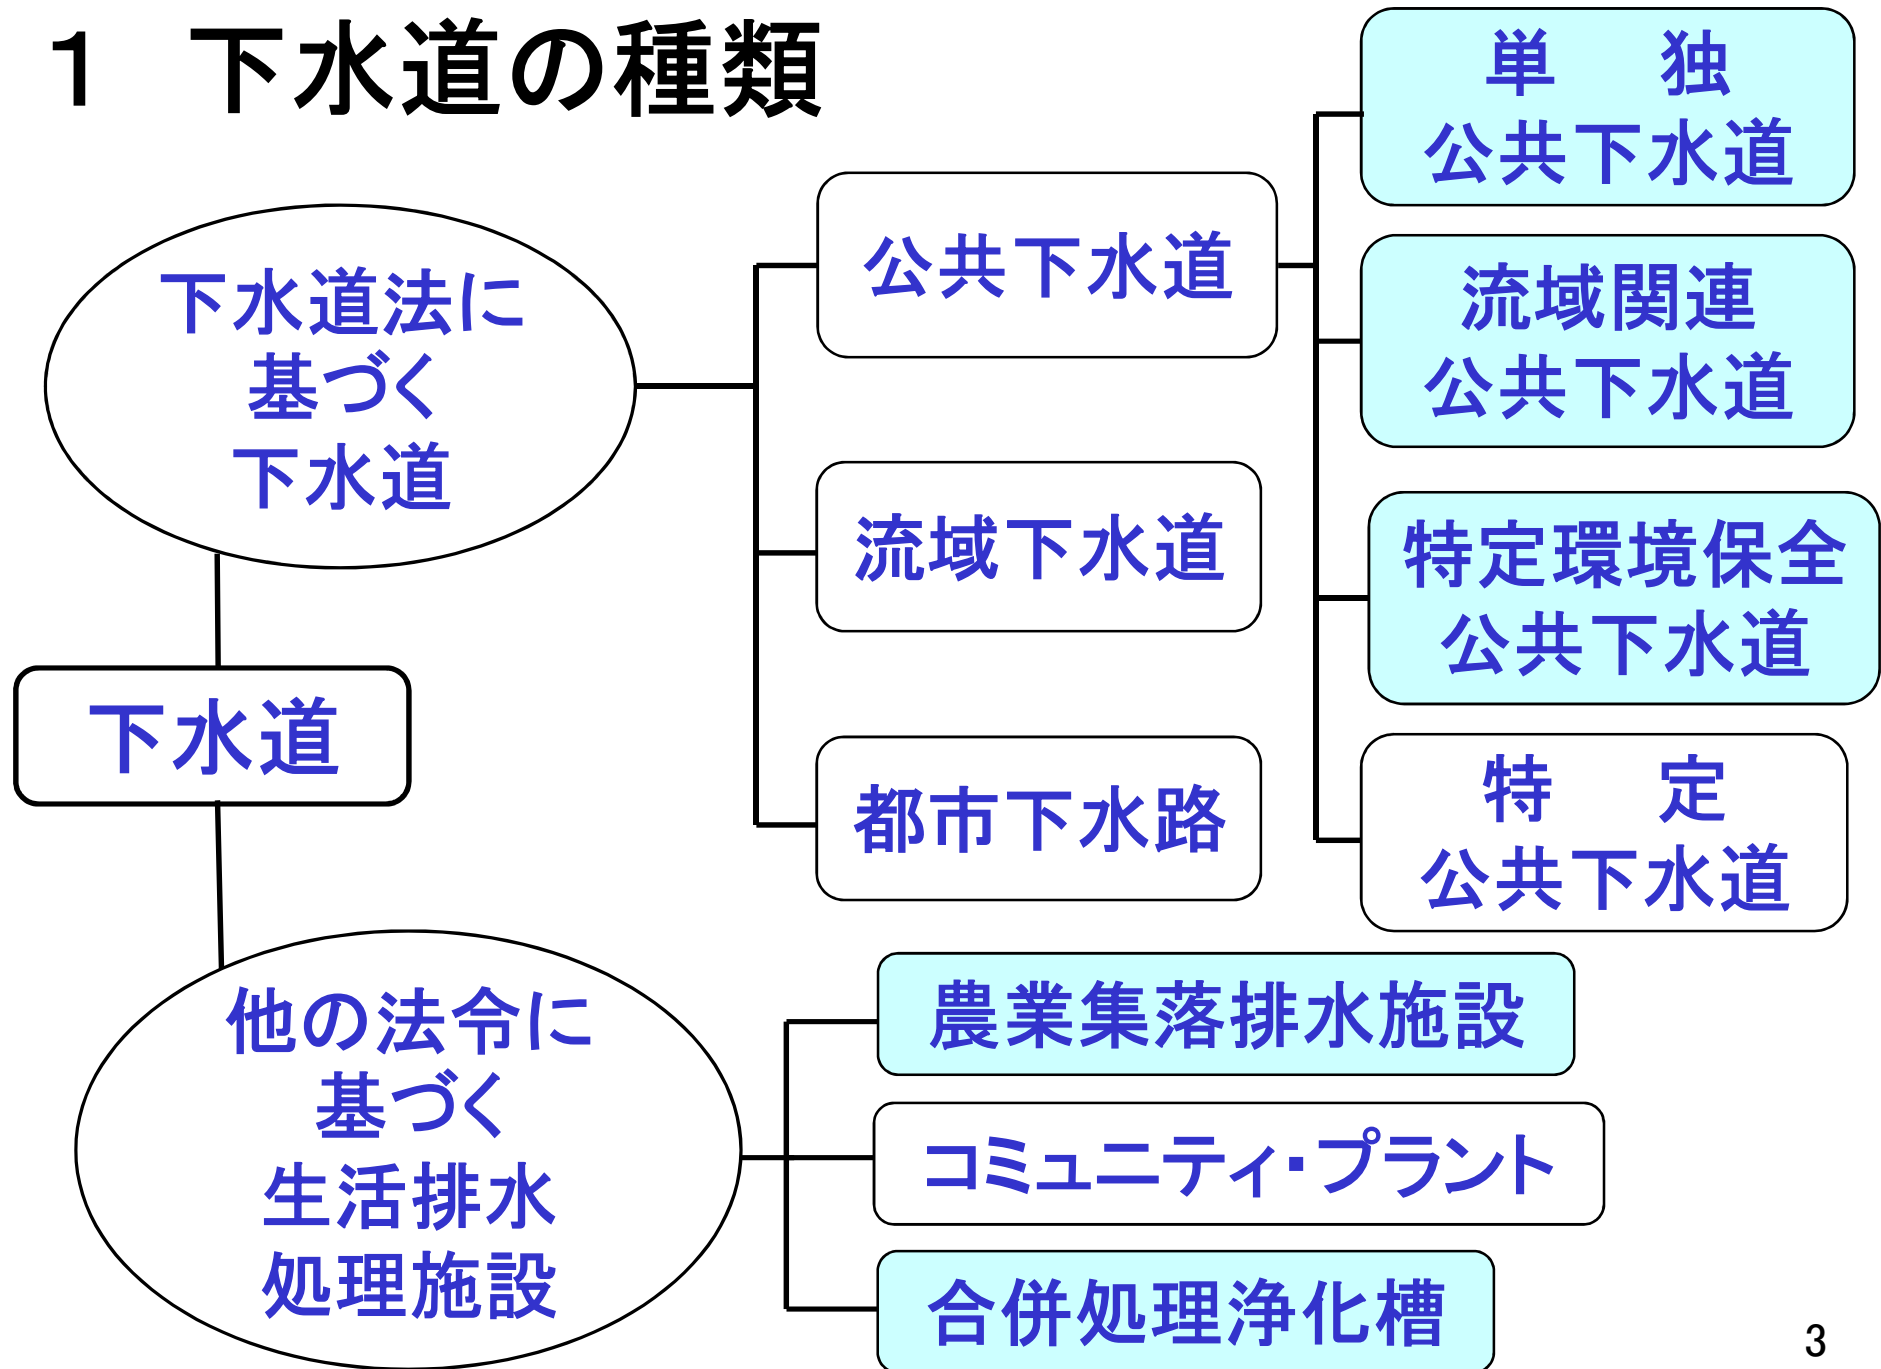 １　下水道の種類
単　独
公共下水道
公共下水道
流域関連
公共下水道
下水道法に
基づく
下水道
流域下水道
特定環境保全
公共下水道
下水道
都市下水路
特　定
公共下水道
他の法令に
基づく
生活排水
処理施設
農業集落排水施設
コミュニティ・プラント
合併処理浄化槽
3